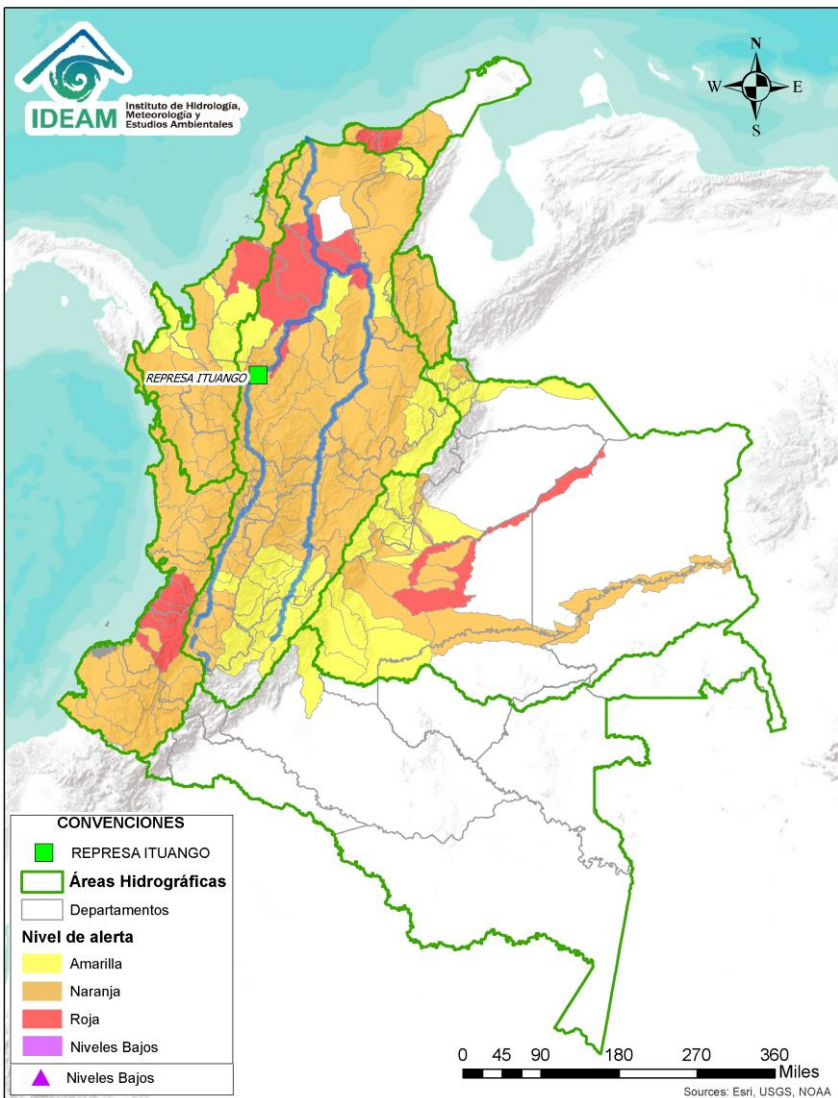 IDEAM
Instituto de Hidrología,
Meteorología y
Estudios Ambientales
N
W
E
S
REPRESA ITUANGO
CONVENCIONES
REPRESA ITUANGO
Áreas Hidrográficas
Departamentos
Nivel de alerta
Amarilla
Naranja
Roja
Niveles Bajos
Niveles Bajos
0 45 90 180 270 360
Miles
Sources: Esri, USGS, NOAA